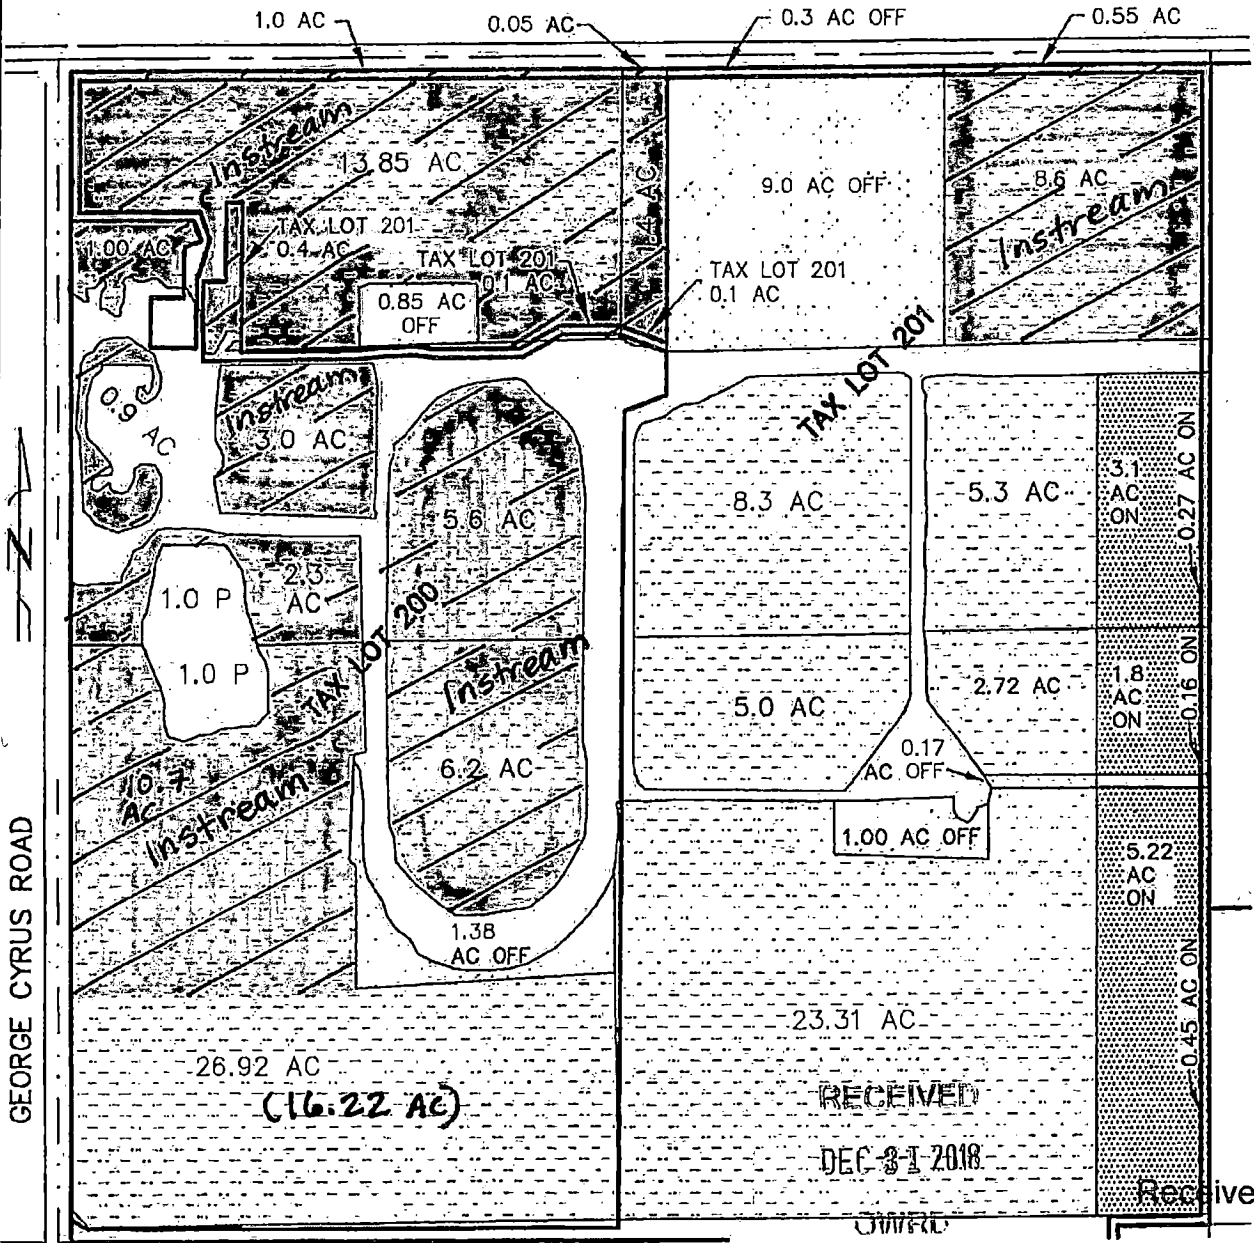 1.0 AC
0.05 AC
0.3 AC OFF
0.55 AC
Instream
13.85 AC
1.4 AC
9.0 AC OFF
8.6 AC
Instream
1.00 AC
TAX LOT 201
0.4 AC
TAX LOT 201
0.1 AC
TAX LOT 201
0.1 AC
0.85 AC
OFF
TAX LOT 201
0.9 AC
Instream
3.0 AC
5.6 AC
8.3 AC
5.3 AC
3.1
AC
ON
0.27 AC ON
N
1.0 P
2.3
AC
1.0 P
TAX LOT 200
Instream
6.2 AC
5.0 AC
2.72 AC
1.8
AC
ON
0.16 ON
0.17
AC OFF
10.7
AC
Instream
1.00 AC OFF
5.22
AC
ON
1.38
AC OFF
GEORGE CYRUS ROAD
26.92 AC
(16.22 AC)
23.31 AC
0.45 AC ON
RECEIVED
DEC 31 2018
OWRD
Receive